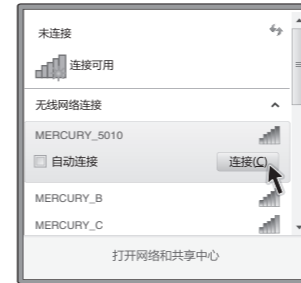 未连接
连接可用
无线网络连接
MERCURY_5010
自动连接
连接(C)
MERCURY_B
MERCURY_C
打开网络和共享中心